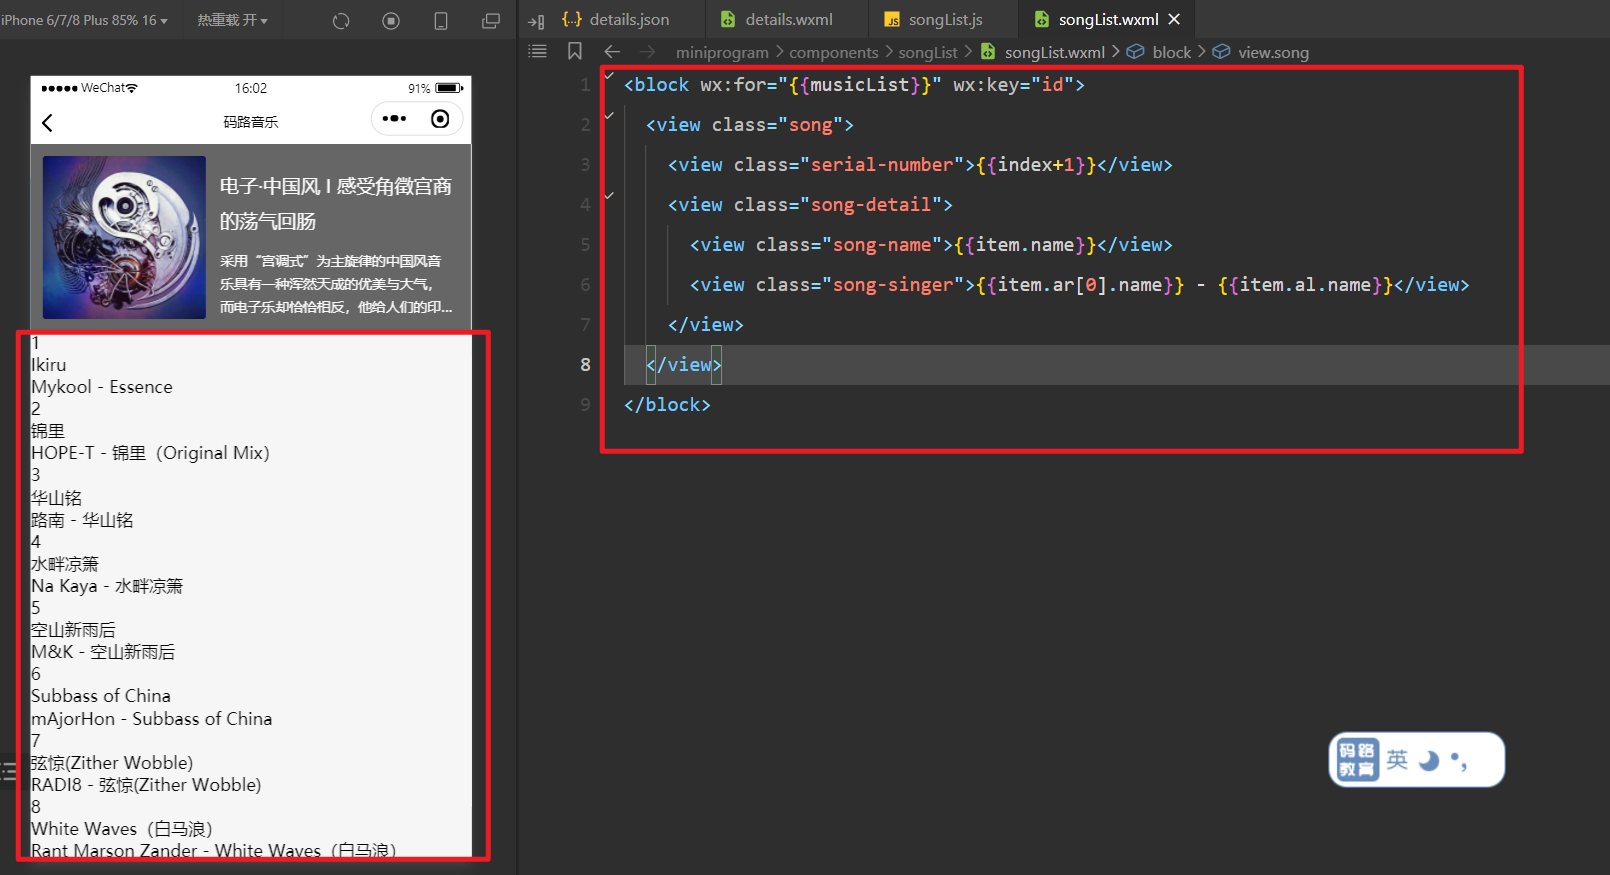 iPhone 6/7/8 Plus 85% 16
热重载 开
details.json
details.wxml
JS songList.js
songList.wxml
miniprogram > components > songList > songList.wxml > block > view.song
WeChat
16:02
91%
码路音乐
电子·中国风 I 感受角徵宫商
的荡气回肠
采用“宫调式”为主旋律的中国风音
乐具有一种浑然天成的优美与大气，
而电子乐却恰恰相反，他给人们的印...
1
Ikiru
Mykool - Essence
2
锦里
HOPE-T - 锦里（Original Mix）
3
华山铭
路南 - 华山铭
4
水畔凉箫
Na Kaya - 水畔凉箫
5
空山新雨后
M&K - 空山新雨后
6
Subbass of China
mAjorHon - Subbass of China
7
弦惊(Zither Wobble)
RADI8 - 弦惊(Zither Wobble)
8
White Waves（白马浪）
Rant Marson Zander - White Waves（白马浪）
1 <block wx:for="{{musicList}}" wx:key="id">
2 <view class="song">
3 <view class="serial-number">{{index+1}}</view>
4 <view class="song-detail">
5 <view class="song-name">{{item.name}}</view>
6 <view class="song-singer">{{item.ar[0].name}} - {{item.al.name}}</view>
7 </view>
8 </view>
9 </block>
码路
教育
英